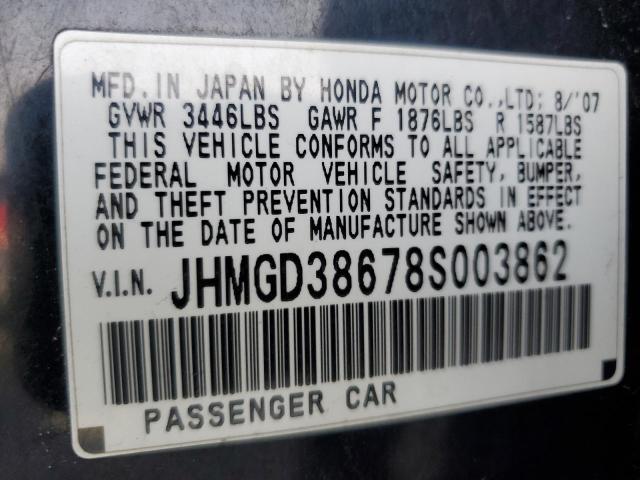 MFD. IN JAPAN BY HONDA MOTOR CO.,LTD; 8/'07
GVWR 3446LBS GAWR F 1876LBS R 1587LBS
THIS VEHICLE CONFORMS TO ALL APPLICABLE
FEDERAL MOTOR VEHICLE SAFETY, BUMPER,
AND THEFT PREVENTION STANDARDS IN EFFECT
ON THE DATE OF MANUFACTURE SHOWN ABOVE.
V.I.N. JHMGD38678S003862
PASSENGER CAR